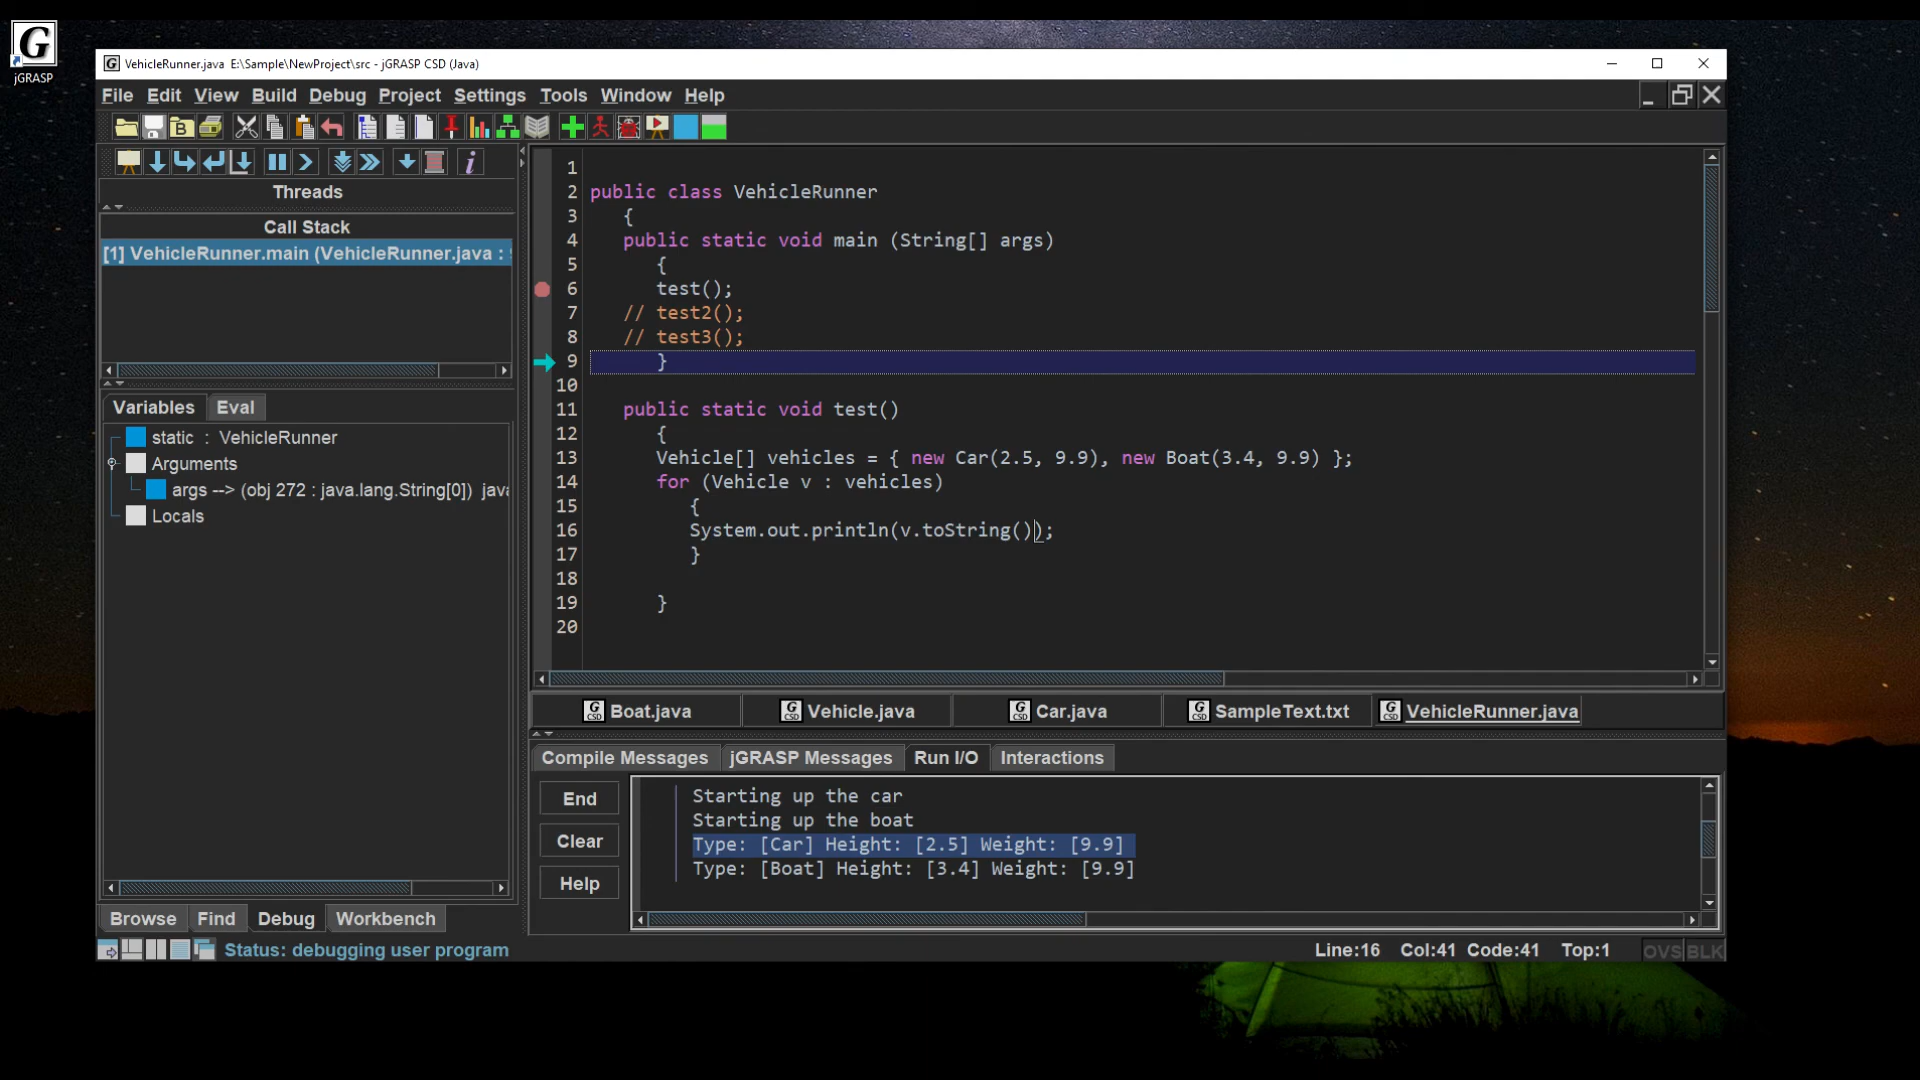 jGRASP
VehicleRunner.java E:\Sample\NewProject\src - jGRASP CSD (Java)
File Edit View Build Debug Project Settings Tools Window Help
Threads
Call Stack
[1] VehicleRunner.main (VehicleRunner.java :
Variables Eval
static : VehicleRunner
Arguments
args --> (obj 272 : java.lang.String[0]) java
Locals
1
2 public class VehicleRunner
3 {
4 public static void main (String[] args)
5 {
6 test();
7 // test2();
8 // test3();
9 }
10
11 public static void test()
12 {
13 Vehicle[] vehicles = { new Car(2.5, 9.9), new Boat(3.4, 9.9) };
14 for (Vehicle v : vehicles)
15 {
16 System.out.println(v.toString());
17 }
18
19 }
20
Boat.java Vehicle.java Car.java SampleText.txt VehicleRunner.java
Compile Messages jGRASP Messages Run I/O Interactions
End
Clear
Help
Starting up the car
Starting up the boat
Type: [Car] Height: [2.5] Weight: [9.9]
Type: [Boat] Height: [3.4] Weight: [9.9]
Browse Find Debug Workbench
Status: debugging user program
Line:16 Col:41 Code:41 Top:1 OVS BLK